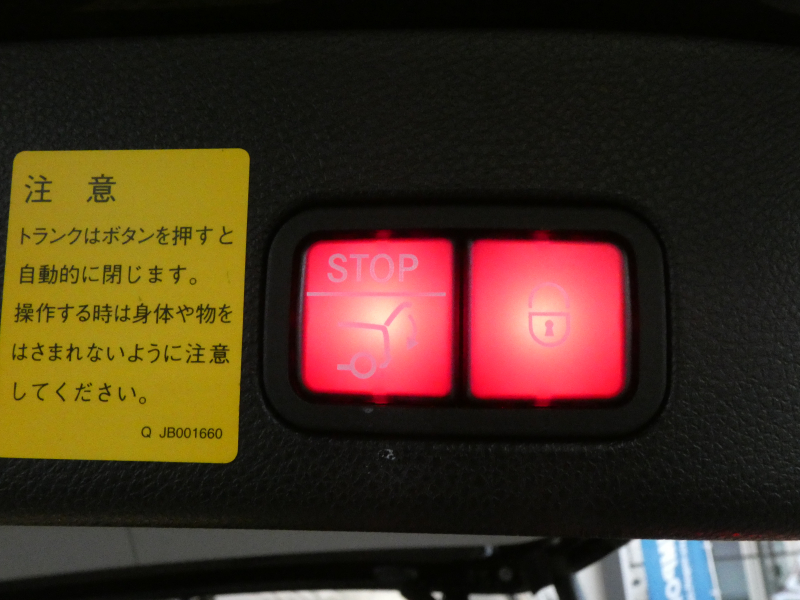 注 意
トランクはボタンを押すと
自動的に閉じます。
操作する時は身体や物を
はさまれないように注意
してください。
Q JB001660
STOP